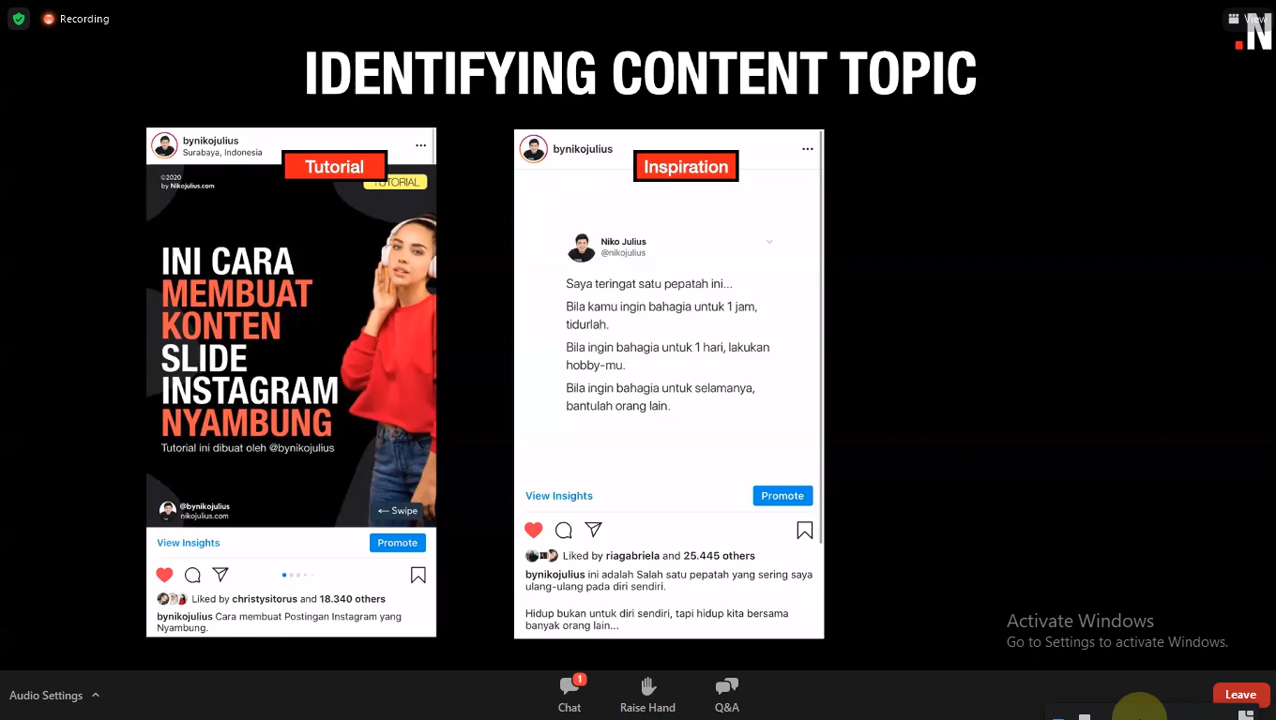 Recording
View
.N
IDENTIFYING CONTENT TOPIC
bynikojulius
Surabaya, Indonesia
Tutorial
©2020
by Nikojulius.com
TUTORIAL
INI CARA
MEMBUAT
KONTEN
SLIDE
INSTAGRAM
NYAMBUNG
Tutorial ini dibuat oleh @bynikojulius
@bynikojulius
nikojulius.com
← Swipe
View Insights
Promote
Liked by christysitorus and 18.340 others
bynikojulius Cara membuat Postingan Instagram yang
Nyambung.
bynikojulius
Inspiration
Niko Julius
@nikojulius
Saya teringat satu pepatah ini...
Bila kamu ingin bahagia untuk 1 jam,
tidurlah.
Bila ingin bahagia untuk 1 hari, lakukan
hobby-mu.
Bila ingin bahagia untuk selamanya,
bantulah orang lain.
View Insights
Promote
Liked by riagabriela and 25.445 others
bynikojulius ini adalah Salah satu pepatah yang sering saya
ulang-ulang pada diri sendiri.
Hidup bukan untuk diri sendiri, tapi hidup kita bersama
banyak orang lain...
Activate Windows
Go to Settings to activate Windows.
Audio Settings
1
Chat
Raise Hand
Q&A
Leave